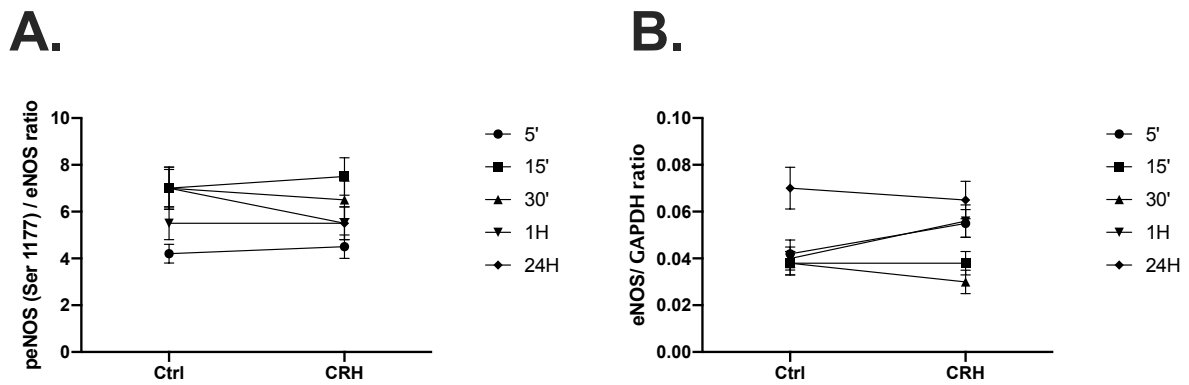 A.
peNOS (Ser 1177) / eNOS ratio
10
8
6
4
2
0
Ctrl
CRH
5'
15'
30'
1H
24H
B.
eNOS/ GAPDH ratio
0.10
0.08
0.06
0.04
0.02
0.00
Ctrl
CRH
5'
15'
30'
1H
24H